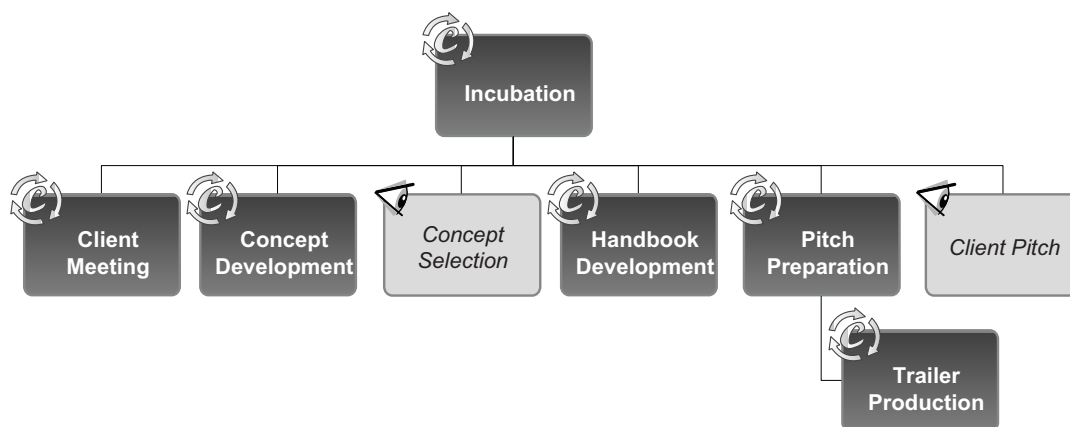 Incubation
Client
Meeting
Concept
Development
Concept
Selection
Handbook
Development
Pitch
Preparation
Client Pitch
Trailer
Production